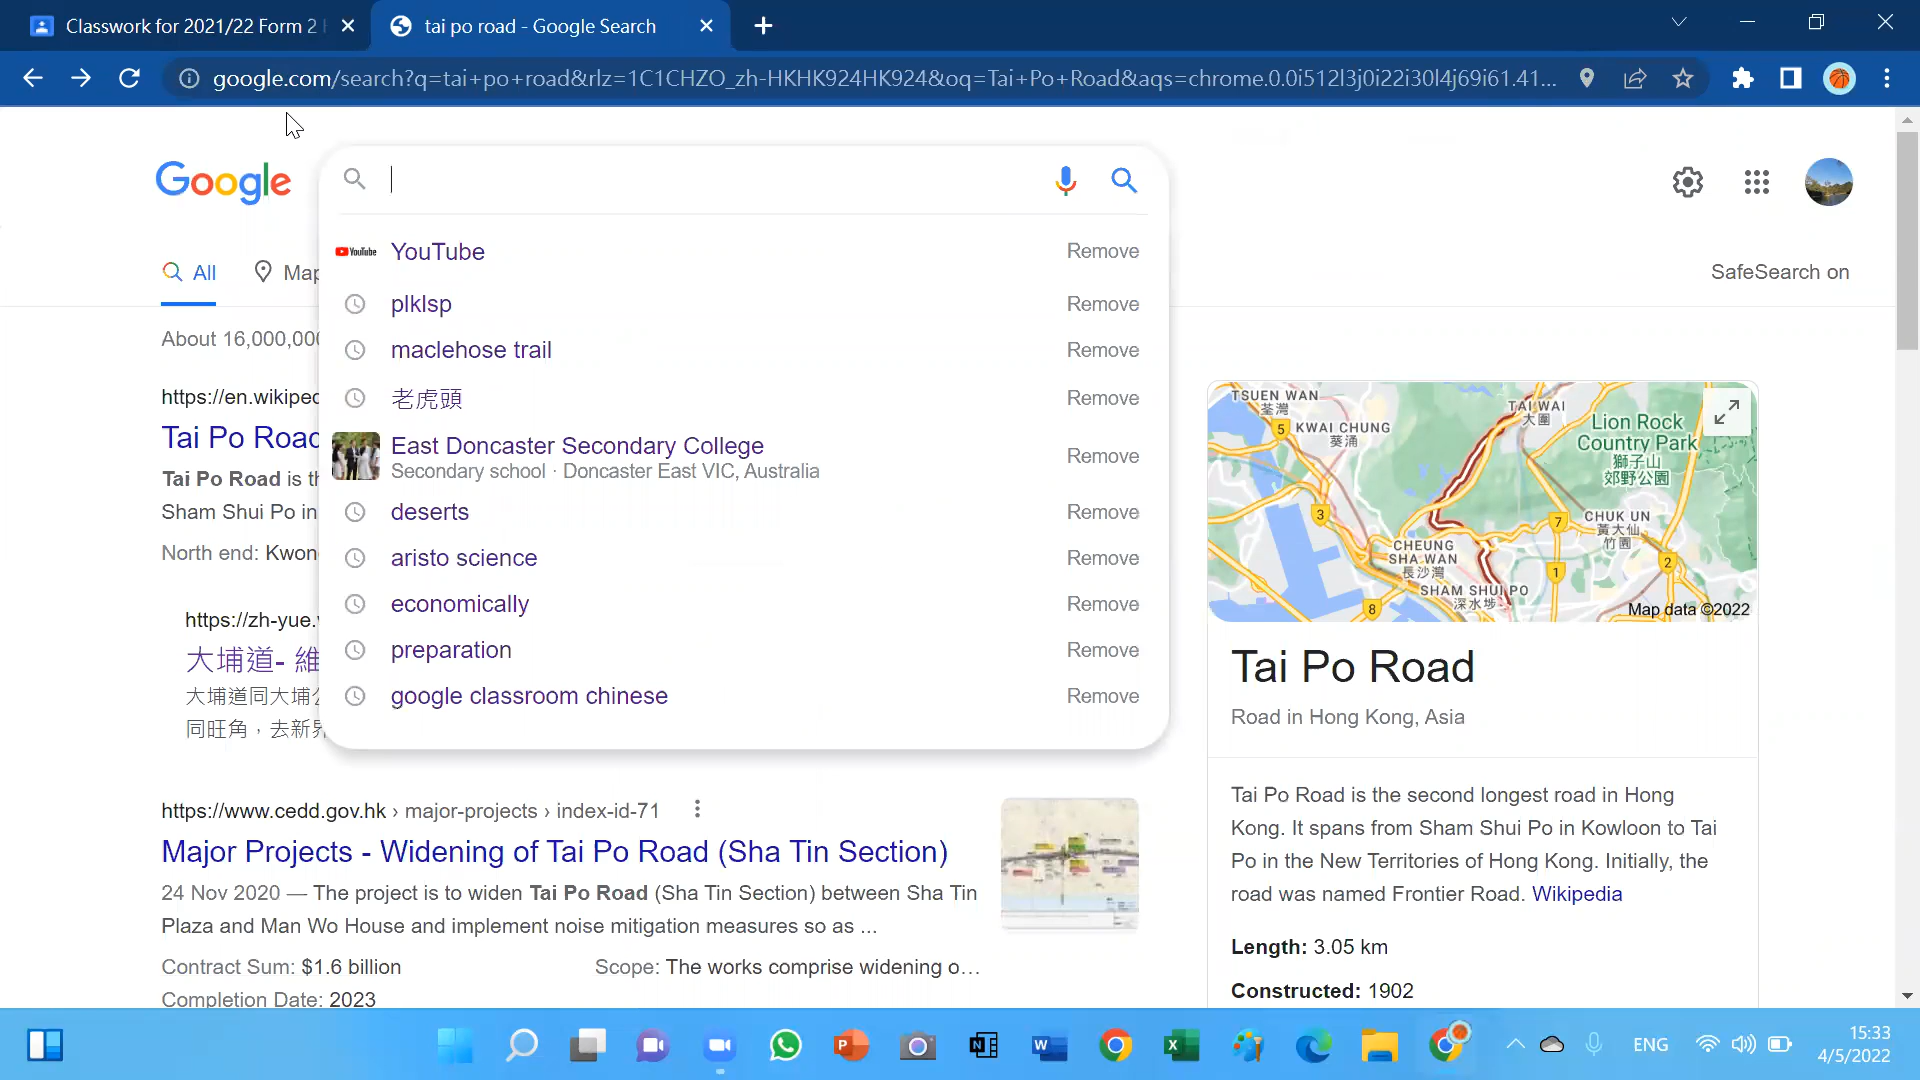 Classwork for 2021/22 Form 2
tai po road - Google Search
google.com/search?q=tai+po+road&rlz=1C1CHZO_zh-HKHK924HK924&oq=Tai+Po+Road&aqs=chrome.0.0i512l3j0i22i30l4j69i61.41...
Google
YouTube YouTube Remove
plklsp Remove
maclehose trail Remove
老虎頭 Remove
East Doncaster Secondary College
Secondary school · Doncaster East VIC, Australia
Remove
deserts Remove
aristo science Remove
economically Remove
preparation Remove
google classroom chinese Remove
All Map
SafeSearch on
About 16,000,00
https://en.wikiped
Tai Po Road
Tai Po Road is th
Sham Shui Po in
North end: Kwon
https://zh-yue.
大埔道- 維
大埔道同大埔公
同旺角，去新界
https://www.cedd.gov.hk › major-projects › index-id-71
Major Projects - Widening of Tai Po Road (Sha Tin Section)
24 Nov 2020 — The project is to widen Tai Po Road (Sha Tin Section) between Sha Tin
Plaza and Man Wo House and implement noise mitigation measures so as ...
Contract Sum: $1.6 billion Scope: The works comprise widening o...
Completion Date: 2023
TSUEN WAN
荃灣
5
KWAI CHUNG
葵涌
TAI WAI
大圍
Lion Rock
Country Park
獅子山
郊野公園
3
7
CHUK UN
黃大仙
竹園
CHEUNG
SHA WAN
長沙灣
1
2
SHAM SHUI PO
深水埗
8
Map data ©2022
Tai Po Road
Road in Hong Kong, Asia
Tai Po Road is the second longest road in Hong
Kong. It spans from Sham Shui Po in Kowloon to Tai
Po in the New Territories of Hong Kong. Initially, the
road was named Frontier Road. Wikipedia
Length: 3.05 km
Constructed: 1902
ENG
15:33
4/5/2022